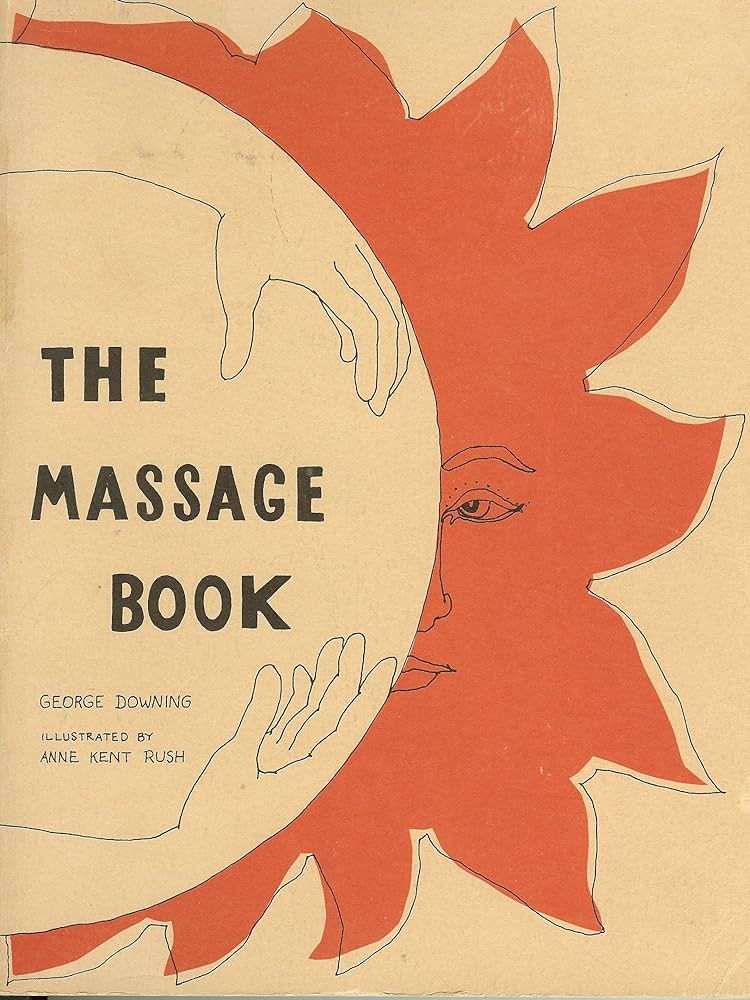 THE
MASSAGE
BOOK
GEORGE DOWNING
ILLUSTRATED BY
ANNE KENT RUSH